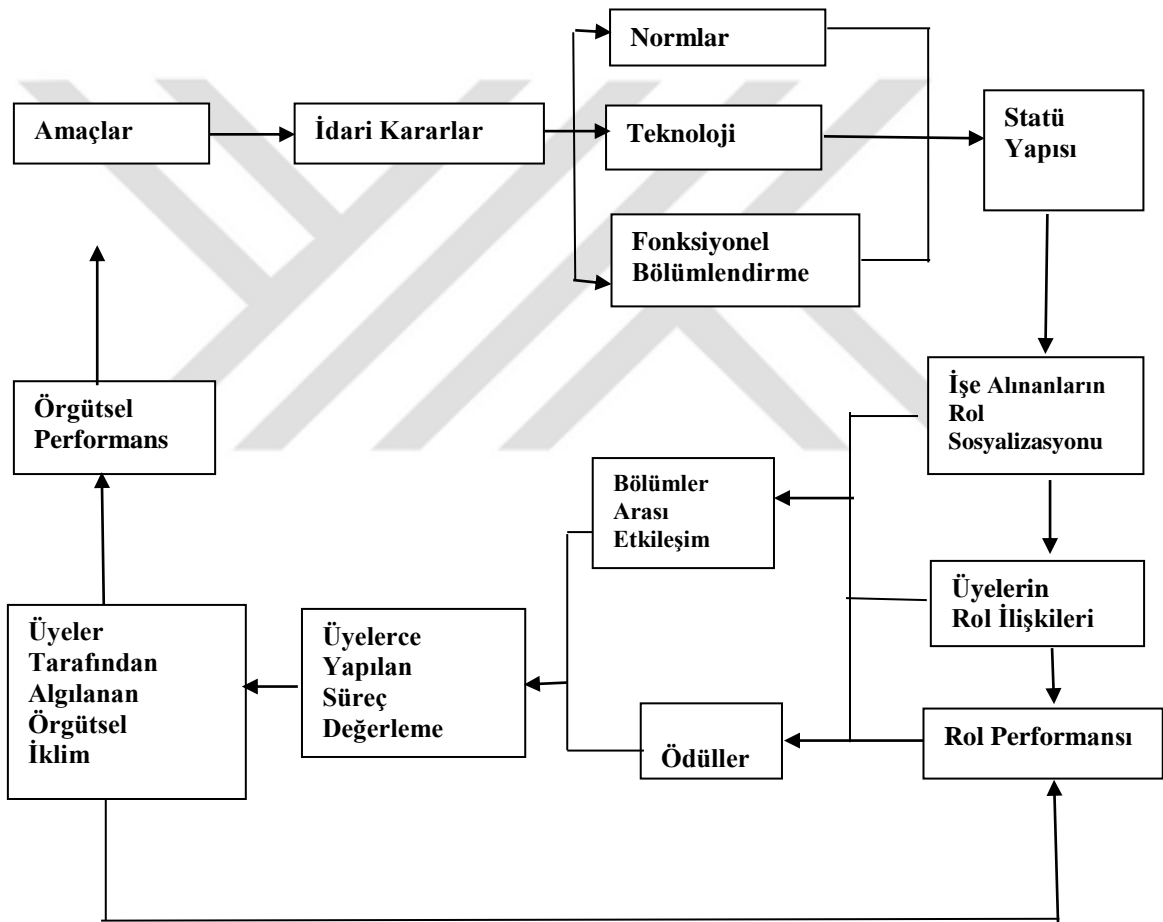 Normlar
Amaçlar
İdari Kararlar
Teknoloji
Statü
Yapısı
Fonksiyonel
Bölümlendirme
Örgütsel
Performans
İşe Alınanların
Rol
Sosyalizasyonu
Bölümler
Arası
Etkileşim
Üyelerin
Rol İlişkileri
Üyeler
Tarafından
Algılanan
Örgütsel
İklim
Üyelerce
Yapılan
Süreç
Değerleme
Ödüller
Rol Performansı